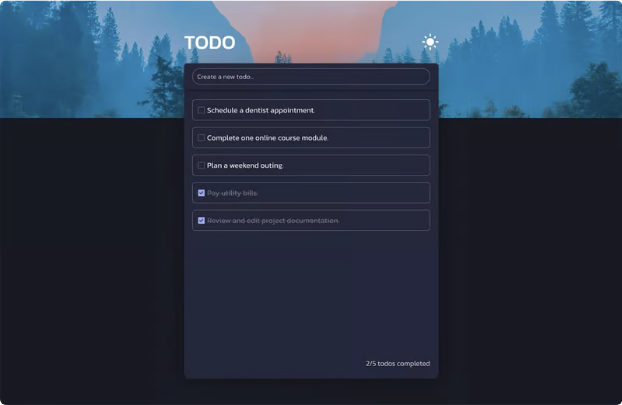 TODO
Create a new todo..
Schedule a dentist appointment.
Complete one online course module.
Plan a weekend outing.
Pay utility bills.
Review and edit project documentation.
2/5 todos completed